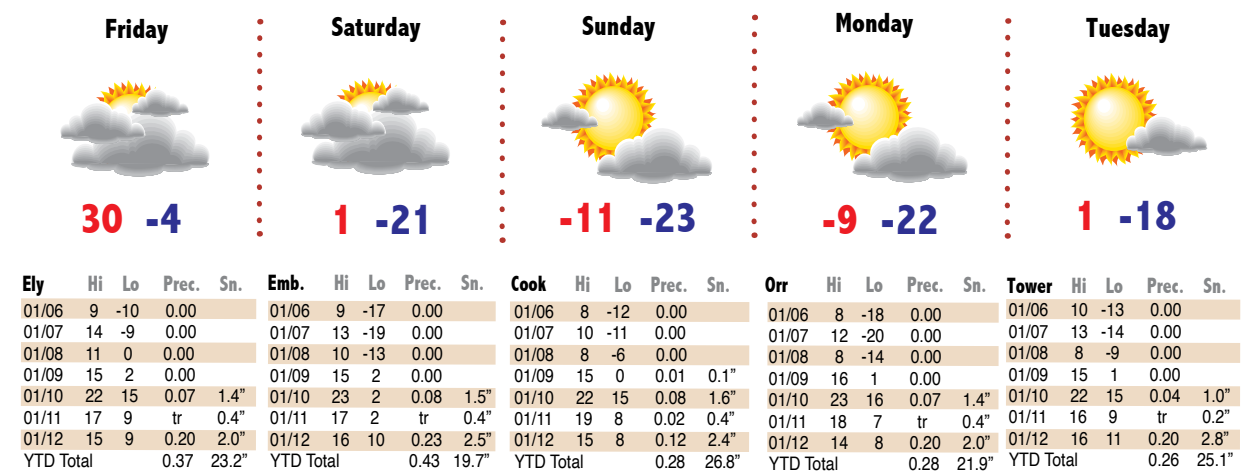 Friday Saturday Sunday Monday Tuesday
30 -4 1 -21 -11 -23 -9 -22 1 -18
Ely Hi Lo Prec. Sn.
01/06 9 -10 0.00
01/07 14 -9 0.00
01/08 11 0 0.00
01/09 15 2 0.00
01/10 22 15 0.07 1.4”
01/11 17 9 tr 0.4”
01/12 15 9 0.20 2.0”
YTD Total 0.37 23.2”
Emb. Hi Lo Prec. Sn.
01/06 9 -17 0.00
01/07 13 -19 0.00
01/08 10 -13 0.00
01/09 15 2 0.00
01/10 23 2 0.08 1.5”
01/11 17 2 tr 0.4”
01/12 16 10 0.23 2.5”
YTD Total 0.43 19.7”
Cook Hi Lo Prec. Sn.
01/06 8 -12 0.00
01/07 10 -11 0.00
01/08 8 -6 0.00
01/09 15 0 0.01 0.1”
01/10 22 15 0.08 1.6”
01/11 19 8 0.02 0.4”
01/12 15 8 0.12 2.4”
YTD Total 0.28 26.8”
Orr Hi Lo Prec. Sn.
01/06 8 -18 0.00
01/07 12 -20 0.00
01/08 8 -14 0.00
01/09 16 1 0.00
01/10 23 16 0.07 1.4”
01/11 18 7 tr 0.4”
01/12 14 8 0.20 2.0”
YTD Total 0.28 21.9”
Tower Hi Lo Prec. Sn.
01/06 10 -13 0.00
01/07 13 -14 0.00
01/08 8 -9 0.00
01/09 15 1 0.00
01/10 22 15 0.04 1.0”
01/11 16 9 tr 0.2”
01/12 16 11 0.20 2.8”
YTD Total 0.26 25.1”